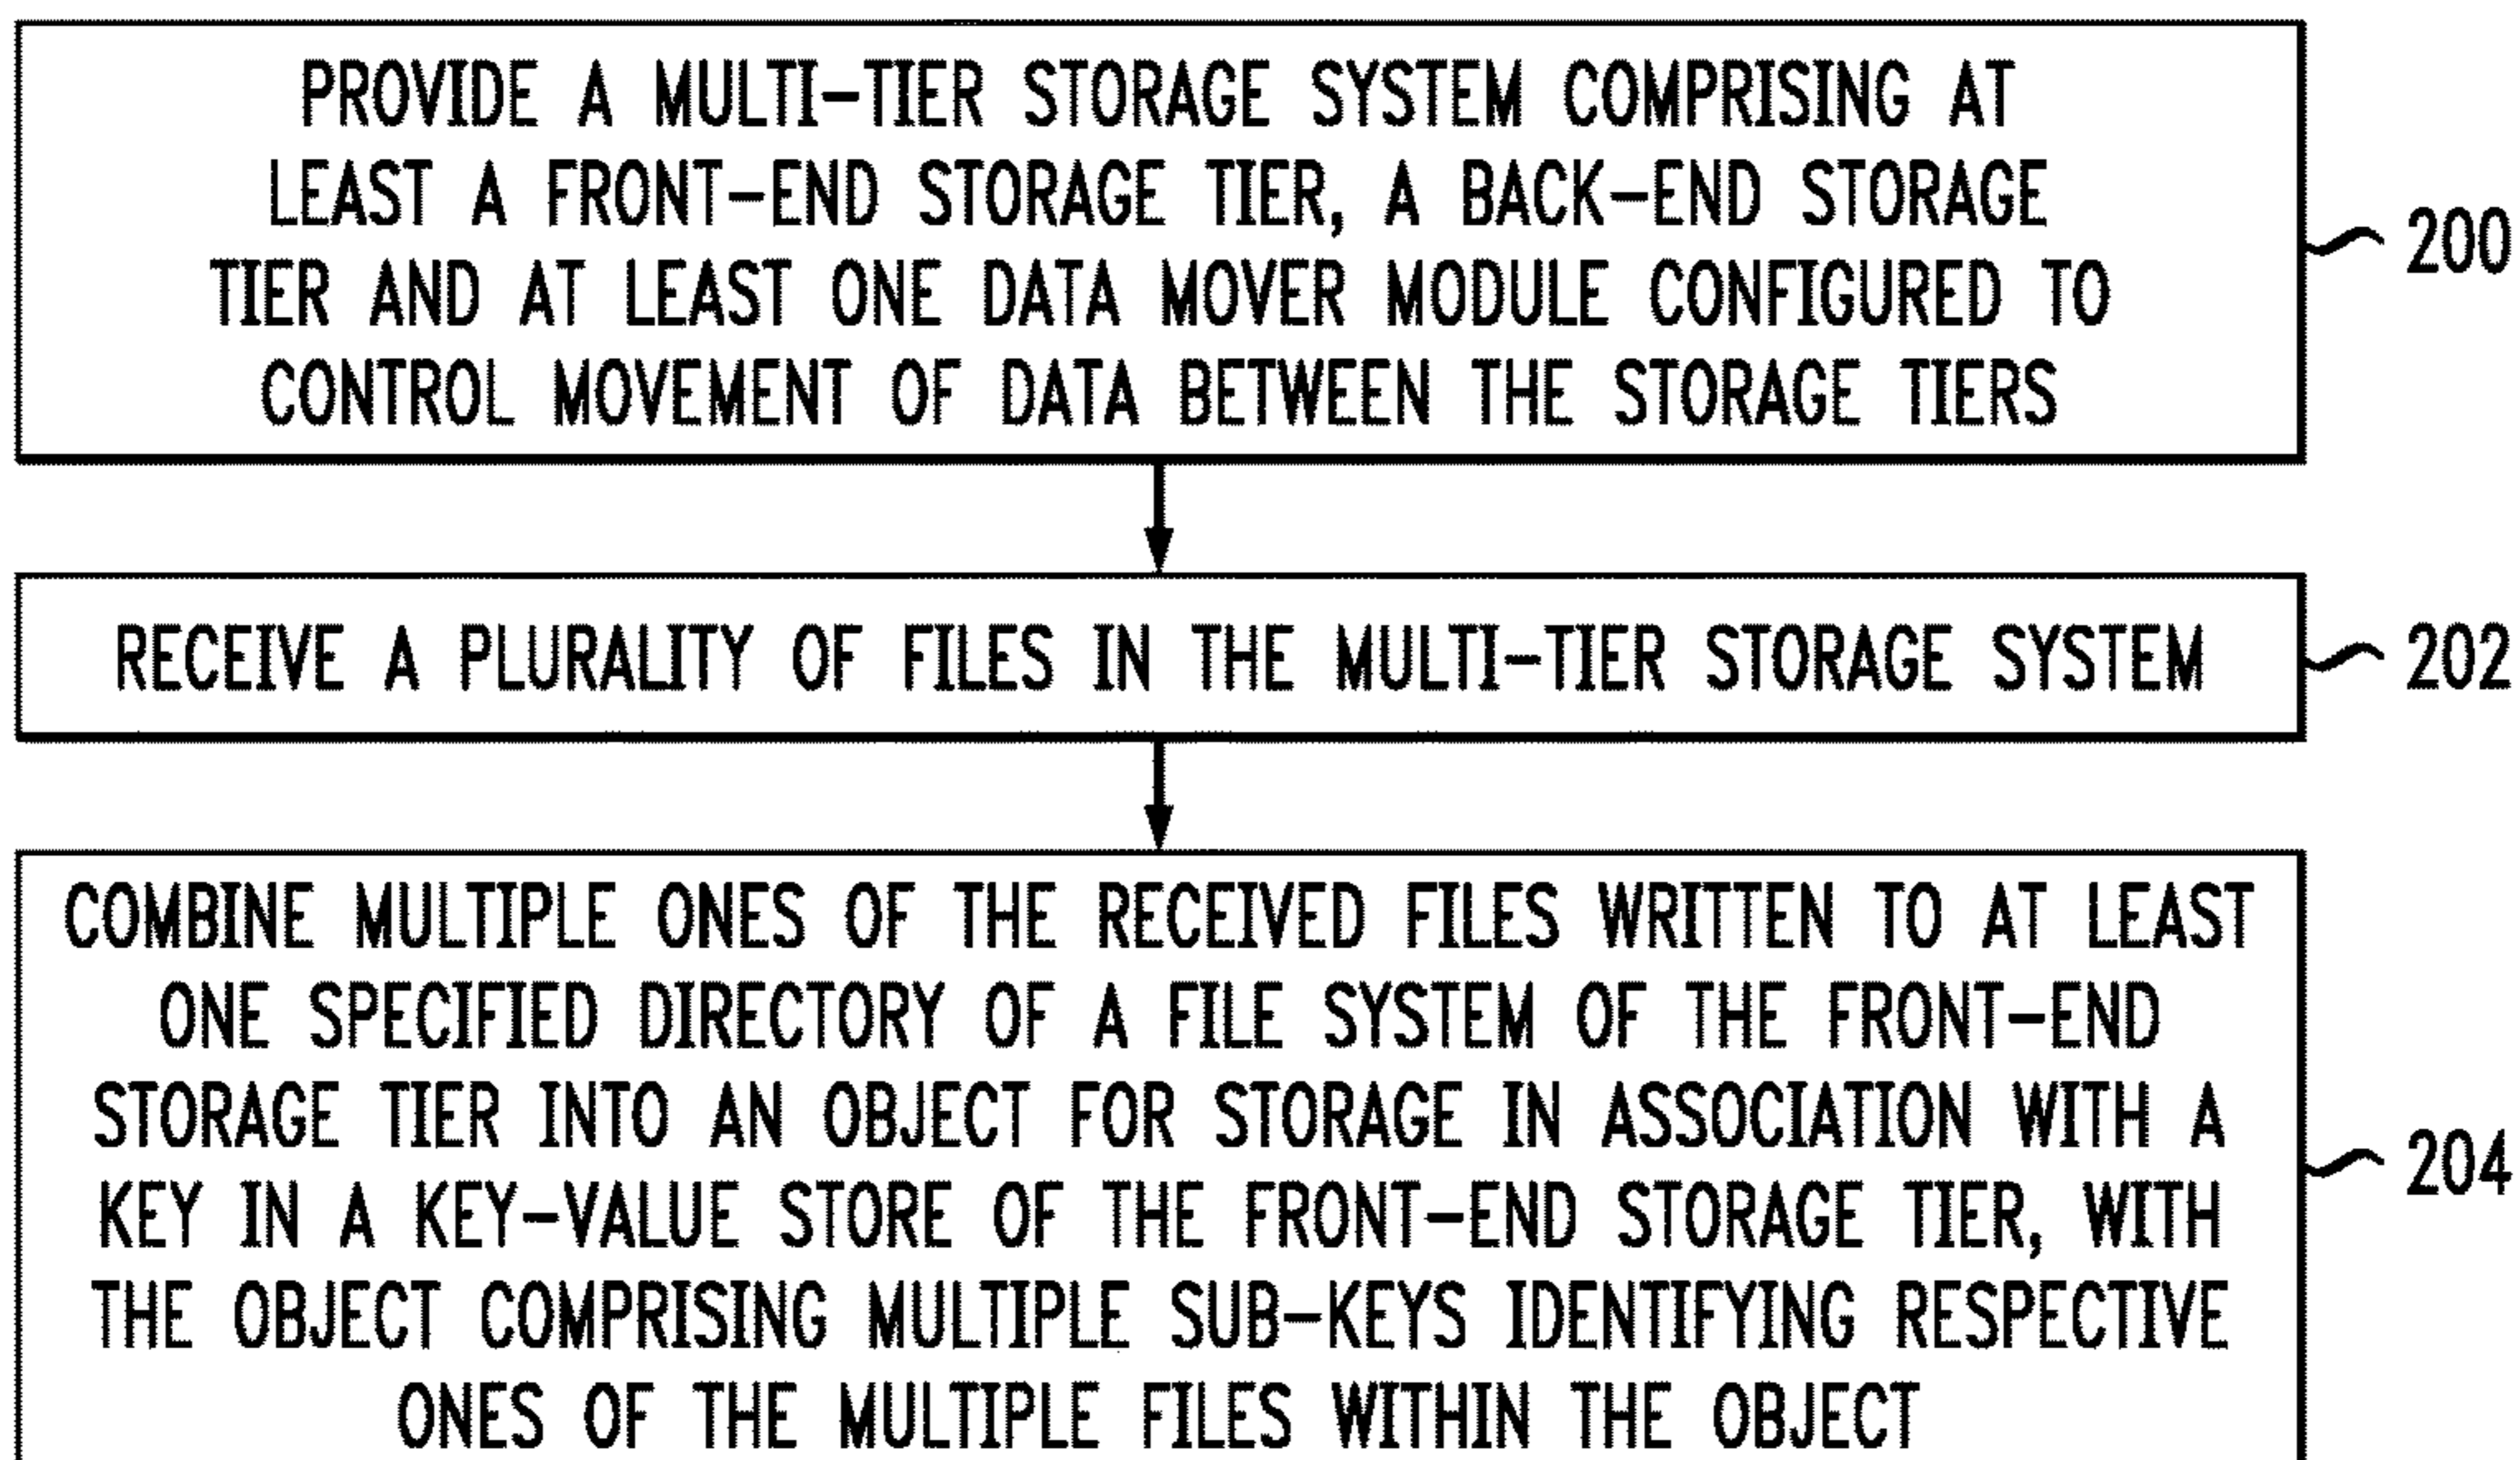 PROVIDE A MULTI-TIER STORAGE SYSTEM COMPRISING AT
LEAST A FRONT-END STORAGE TIER, A BACK-END STORAGE
TIER AND AT LEAST ONE DATA MOVER MODULE CONFIGURED TO
CONTROL MOVEMENT OF DATA BETWEEN THE STORAGE TIERS
200
RECEIVE A PLURALITY OF FILES IN THE MULTI-TIER STORAGE SYSTEM
202
COMBINE MULTIPLE ONES OF THE RECEIVED FILES WRITTEN TO AT LEAST
ONE SPECIFIED DIRECTORY OF A FILE SYSTEM OF THE FRONT-END
STORAGE TIER INTO AN OBJECT FOR STORAGE IN ASSOCIATION WITH A
KEY IN A KEY-VALUE STORE OF THE FRONT-END STORAGE TIER, WITH
THE OBJECT COMPRISING MULTIPLE SUB-KEYS IDENTIFYING RESPECTIVE
ONES OF THE MULTIPLE FILES WITHIN THE OBJECT
204